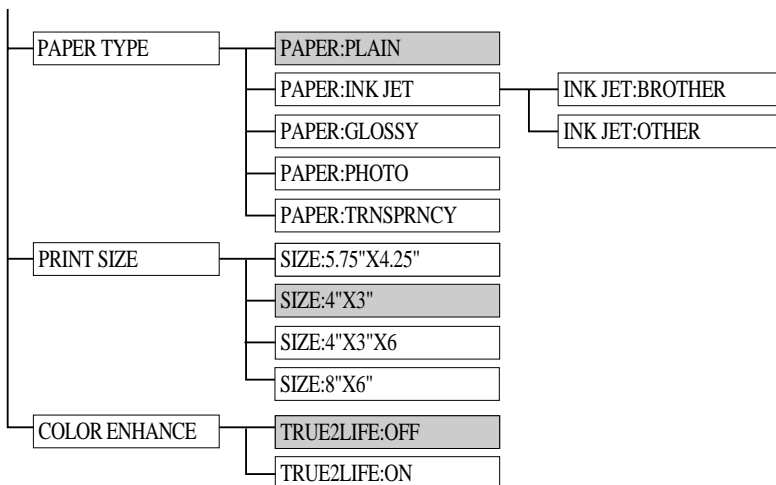 PAPER TYPE
PAPER:PLAIN
PAPER:INK JET
INK JET:BROTHER
INK JET:OTHER
PAPER:GLOSSY
PAPER:PHOTO
PAPER:TRNSPRNCY
PRINT SIZE
SIZE:5.75"X4.25"
SIZE:4"X3"
SIZE:4"X3"X6
SIZE:8"X6"
COLOR ENHANCE
TRUE2LIFE:OFF
TRUE2LIFE:ON